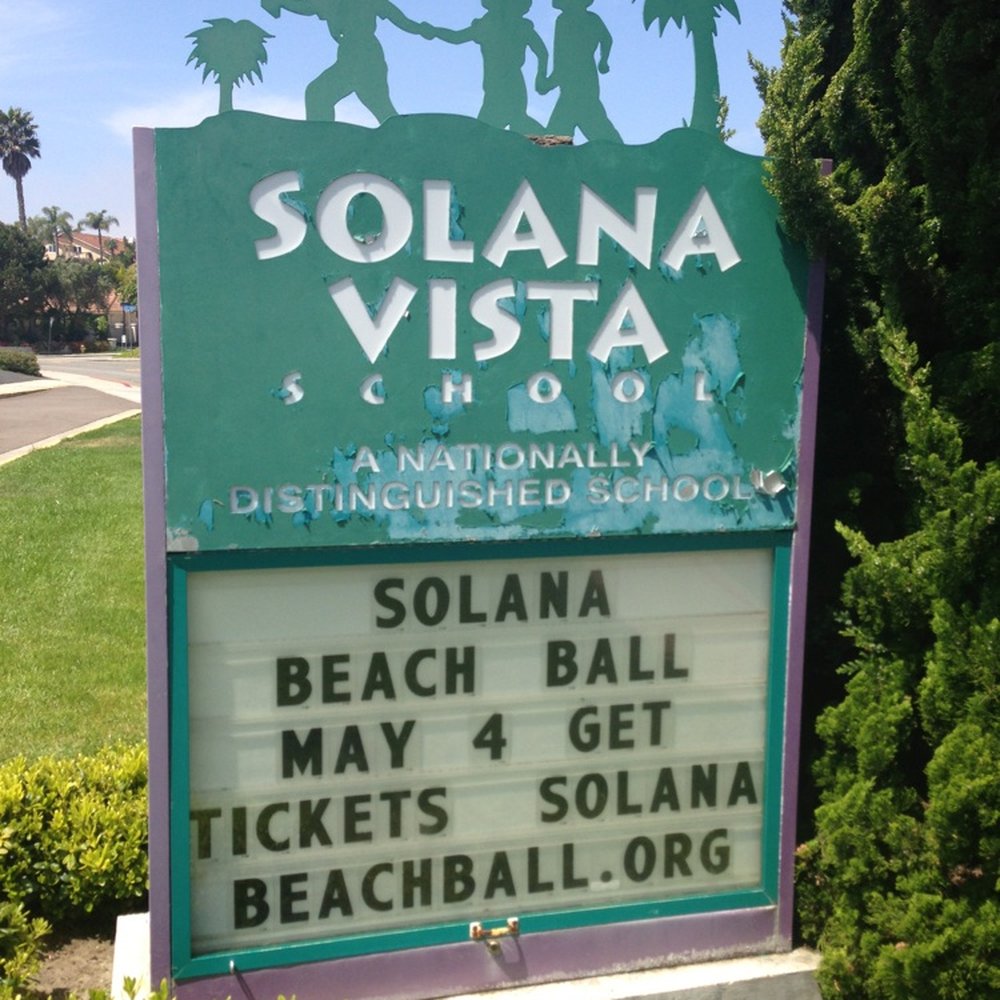 SOLANA
VISTA
SCHOOL
A NATIONALLY
DISTINGUISHED SCHOOL
SOLANA
BEACH BALL
MAY 4 GET
TICKETS SOLANA
BEACHBALL.ORG